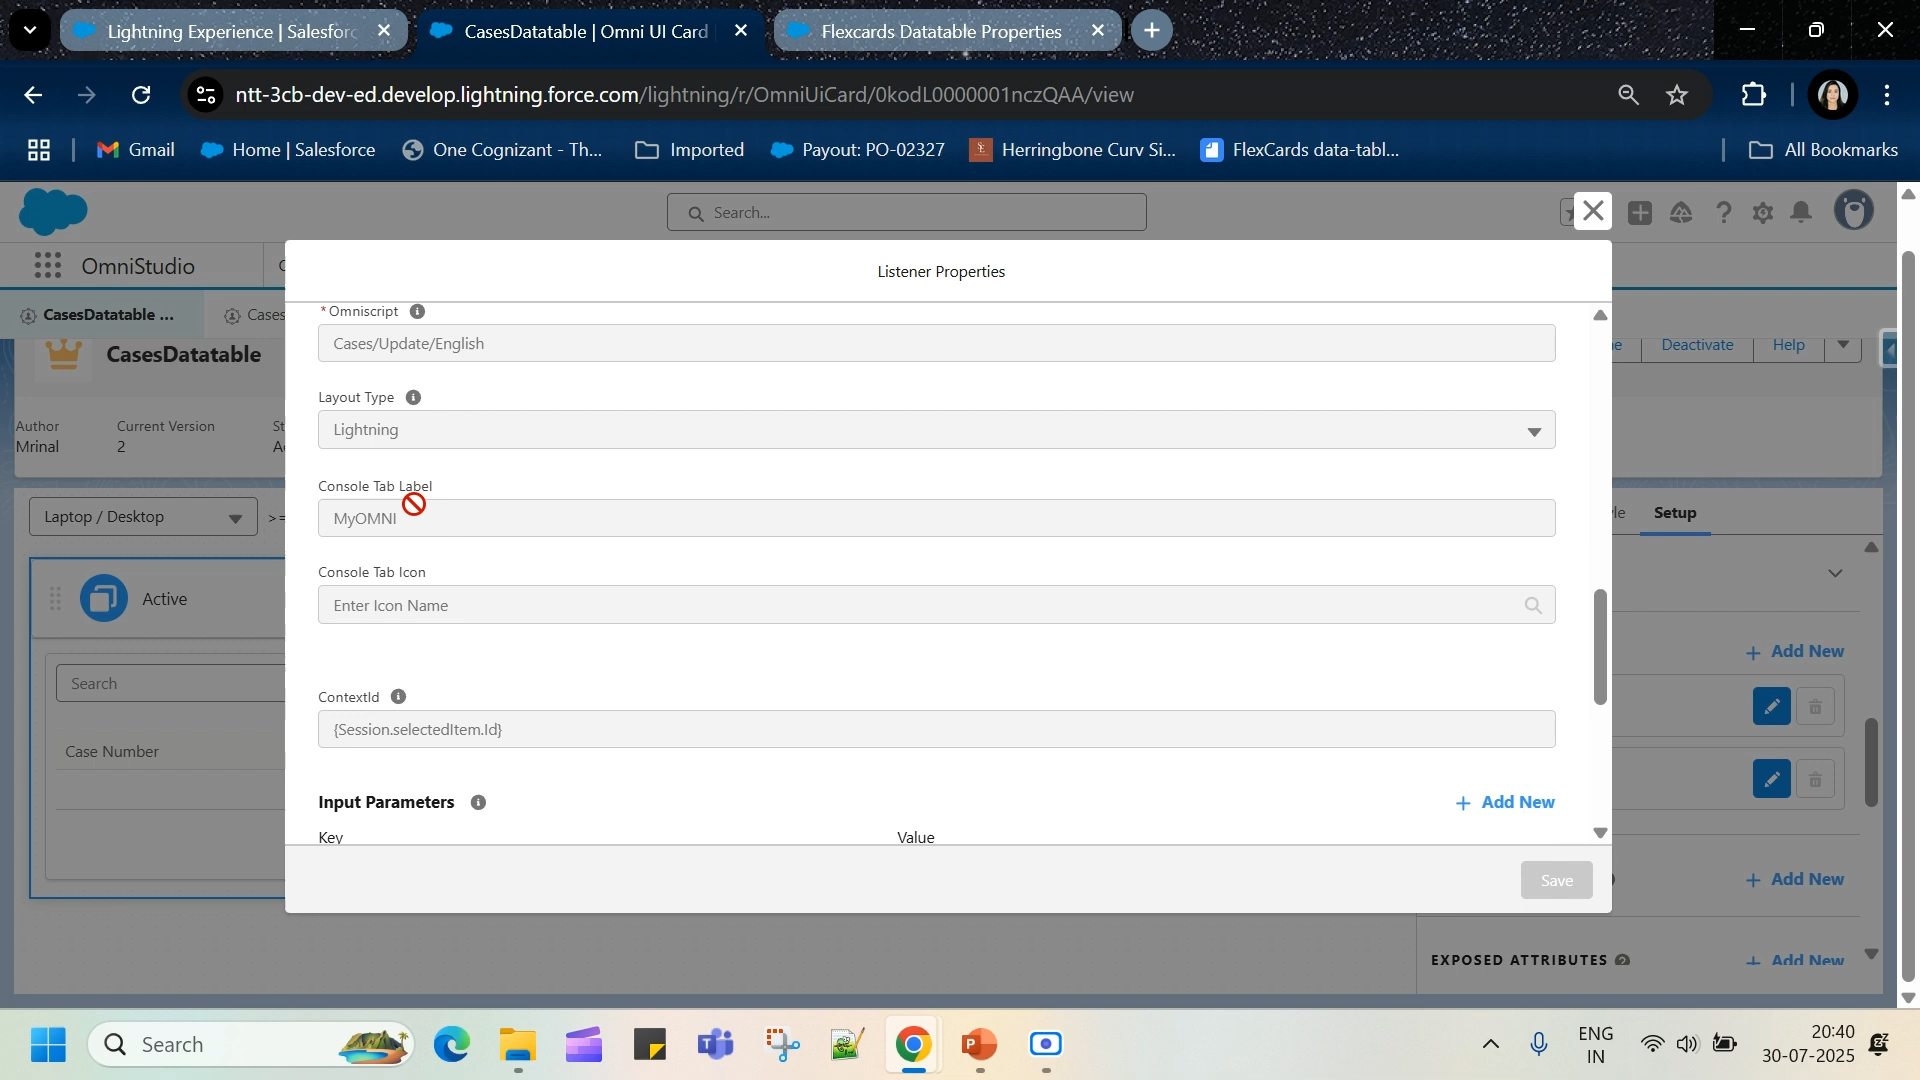 Lightning Experience | Salesforc
CasesDatatable | Omni UI Card
Flexcards Datatable Properties
ntt-3cb-dev-ed.develop.lightning.force.com/lightning/r/OmniUiCard/0kodL0000001nczQAA/view
Gmail
Home | Salesforce
One Cognizant - Th...
Imported
Payout: PO-02327
Herringbone Curv Si...
FlexCards data-tabl...
All Bookmarks
Search...
OmniStudio
Listener Properties
CasesDatatable ...
Cases
CasesDatatable
Deactivate
Help
Author
Current Version
Mrinal
2
Laptop / Desktop
>=
Setup
Active
Search
Case Number
* Omniscript
Cases/Update/English
Layout Type
Lightning
Console Tab Label
MyOMNI
Console Tab Icon
Enter Icon Name
ContextId
{Session.selectedItem.Id}
Input Parameters
+ Add New
Key
Value
Save
+ Add New
+ Add New
EXPOSED ATTRIBUTES
+ Add New
Search
ENG
IN
20:40
30-07-2025